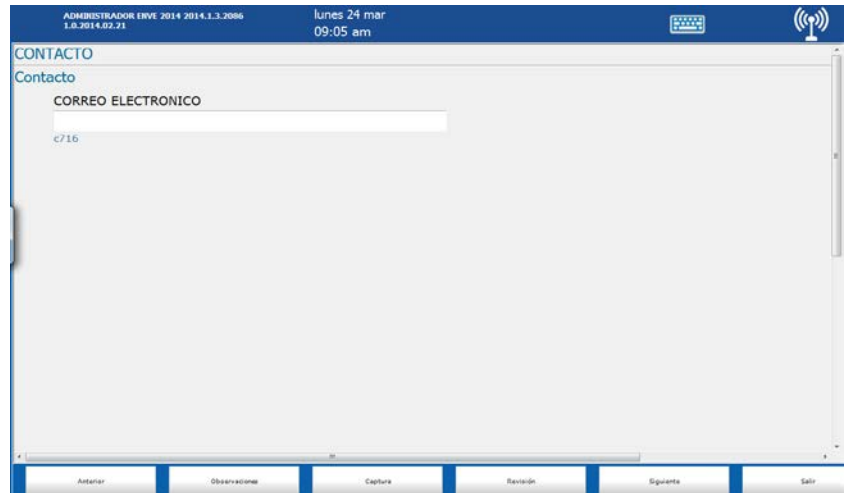 ADMINISTRADOR ENVE 2014 2014.1.3.2086
1.0.2014.02.21
lunes 24 mar
09:05 am
CONTACTO
Contacto
CORREO ELECTRONICO
c716
Anterior
Observaciones
Captura
Revisión
Siguiente
Salir